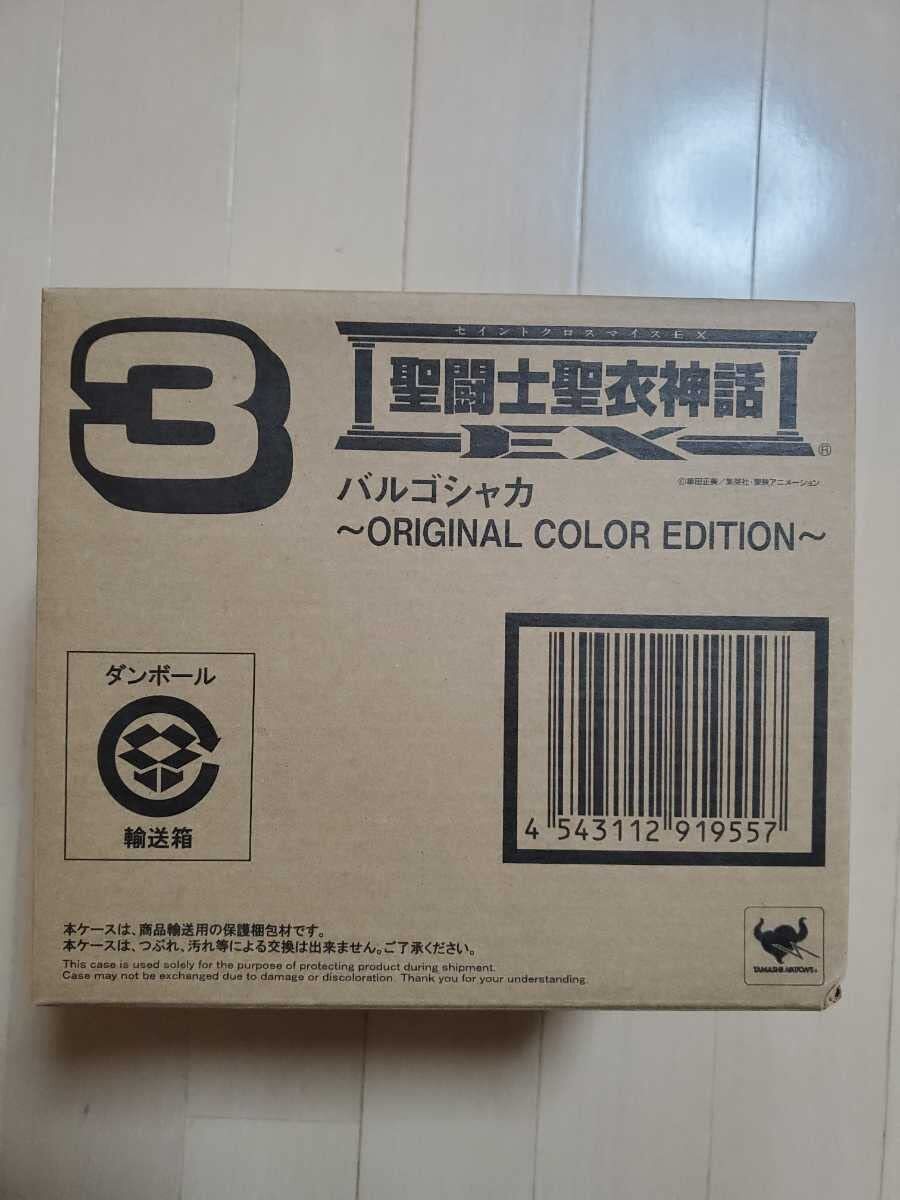 3
セイントクロスマイスEX
聖闘士聖衣神話
EX
®
©車田正美/集英社・東映アニメーション
バルゴシャカ
～ORIGINAL COLOR EDITION～
ダンボール
輸送箱
4 543112 919557
本ケースは、商品輸送用の保護梱包材です。
本ケースは、つぶれ、汚れ等による交換は出来ません。ご了承ください。
This case is used solely for the purpose of protecting product during shipment.
Case may not be exchanged due to damage or discoloration. Thank you for your understanding.
TAMASHII NATIONS